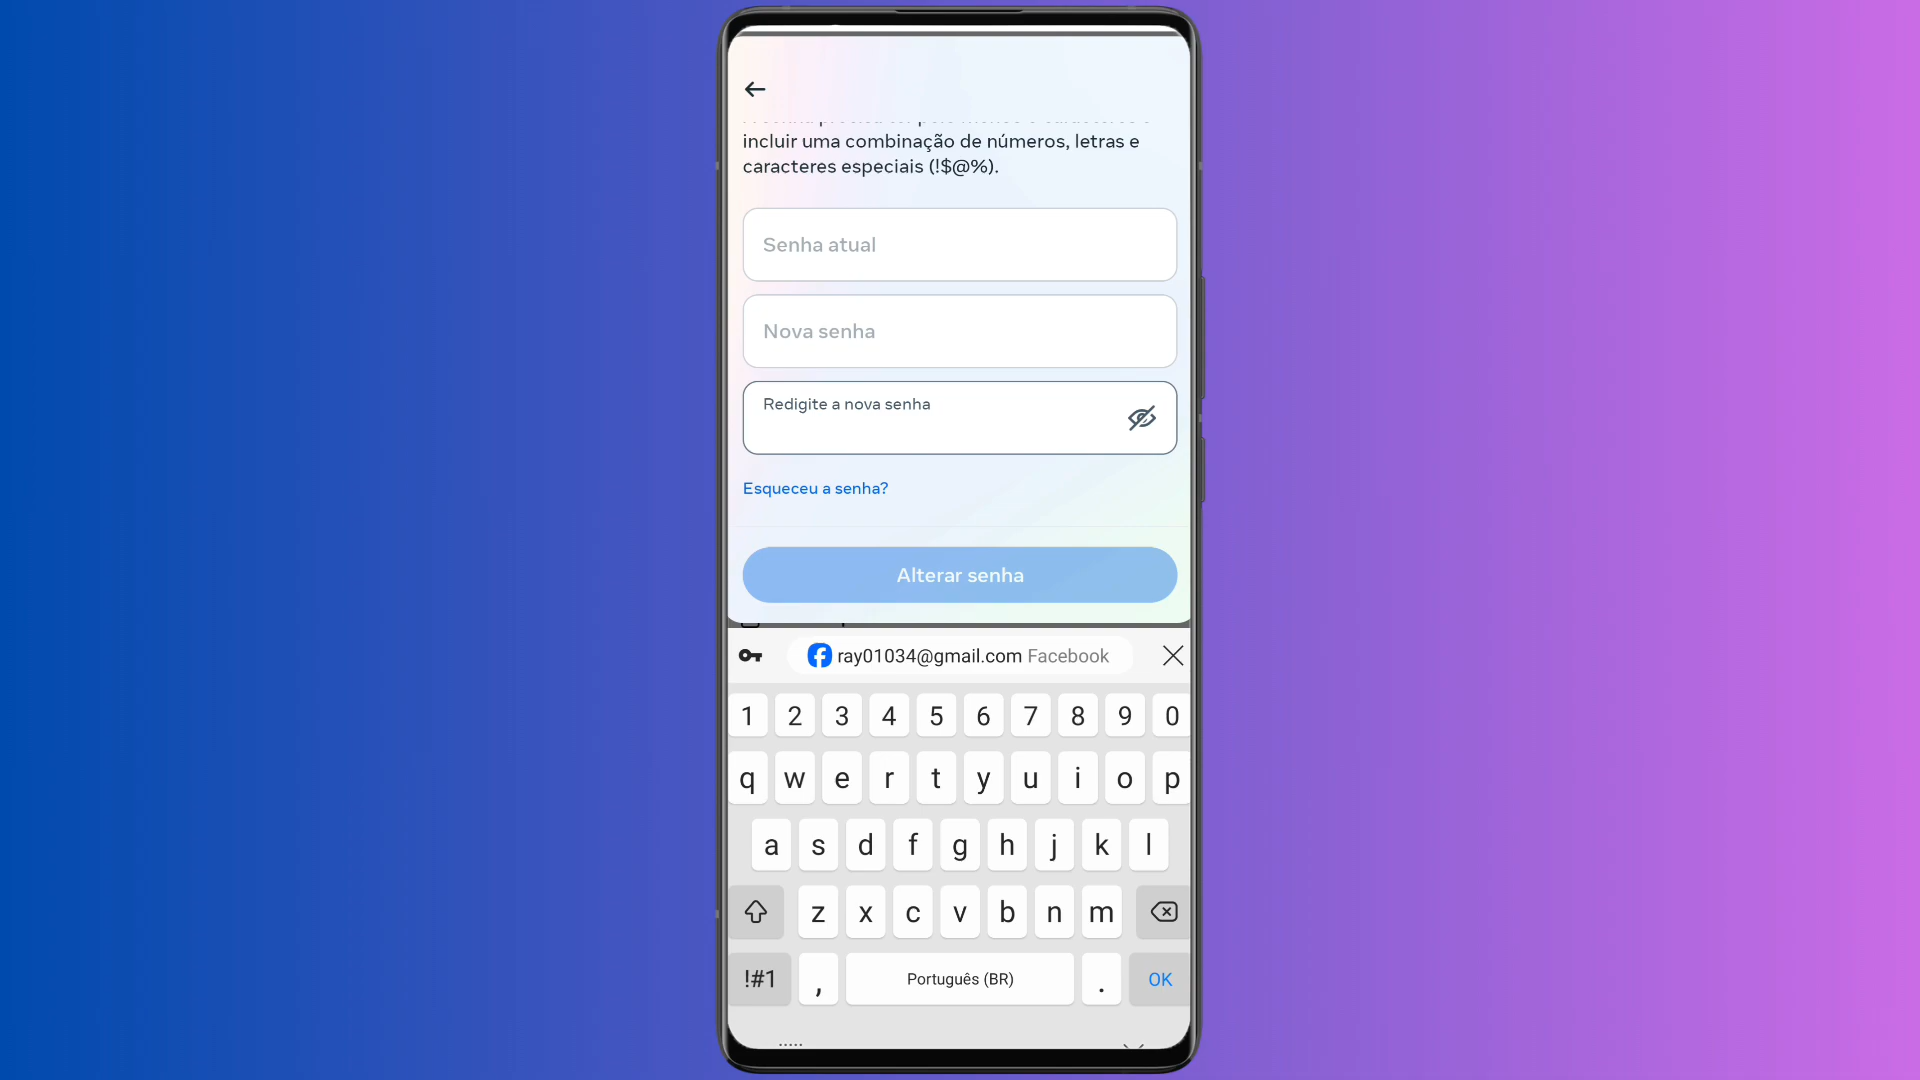 incluir uma combinação de números, letras e
caracteres especiais (!$@%).
Senha atual
Nova senha
Redigite a nova senha
Esqueceu a senha?
Alterar senha
ray01034@gmail.com Facebook
1 2 3 4 5 6 7 8 9 0
q w e r t y u i o p
a s d f g h j k l
z x c v b n m
!#1 , Português (BR) . OK